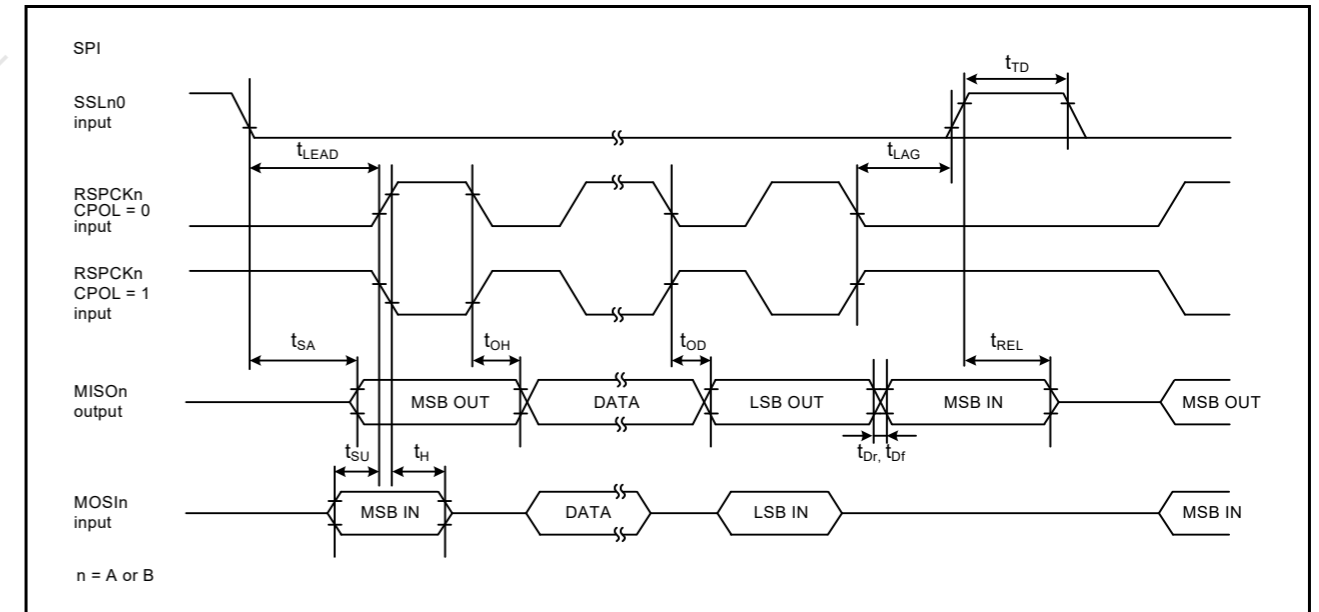 SPI
tTD
SSLn0
input
tLEAD
tLAG
RSPCKn
CPOL = 0
input
RSPCKn
CPOL = 1
input
tSA
tOH
tOD
tREL
MISOn
output
MSB OUT
DATA
LSB OUT
MSB IN
MSB OUT
tSU
tH
tDr, tDf
MOSIn
input
MSB IN
DATA
LSB IN
MSB IN
n = A or B